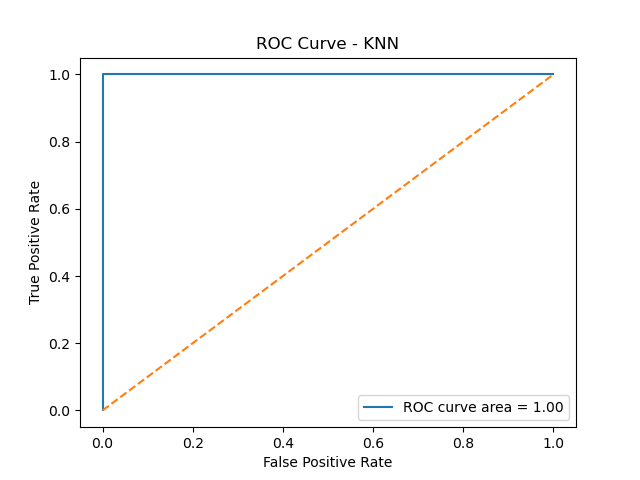 ROC Curve - KNN
True Positive Rate
1.0
0.8
0.6
0.4
0.2
0.0
ROC curve area = 1.00
0.0 0.2 0.4 0.6 0.8 1.0
False Positive Rate